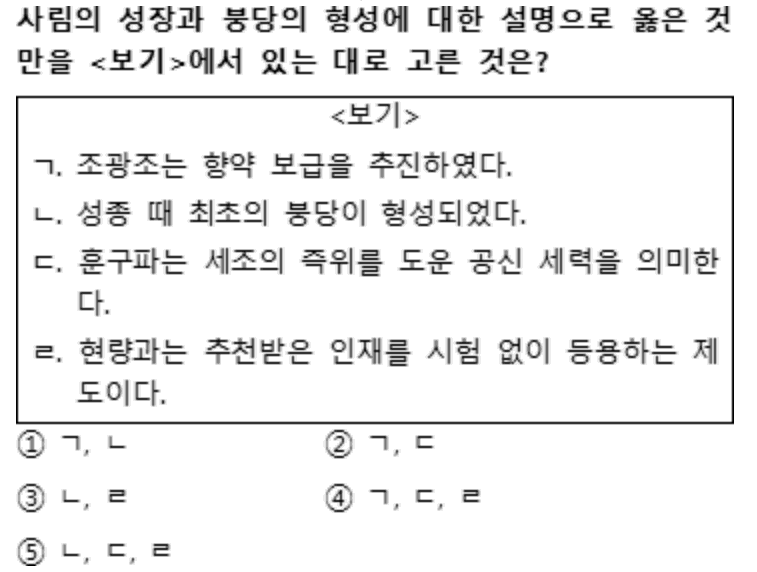 사림의 성장과 붕당의 형성에 대한 설명으로 옳은 것
만을 <보기>에서 있는 대로 고른 것은?
<보기>
ㄱ. 조광조는 향약 보급을 추진하였다.
ㄴ. 성종 때 최초의 붕당이 형성되었다.
ㄷ. 훈구파는 세조의 즉위를 도운 공신 세력을 의미한
다.
ㄹ. 현량과는 추천받은 인재를 시험 없이 등용하는 제
도이다.
① ㄱ, ㄴ ② ㄱ, ㄷ
③ ㄴ, ㄹ ④ ㄱ, ㄷ, ㄹ
⑤ ㄴ, ㄷ, ㄹ